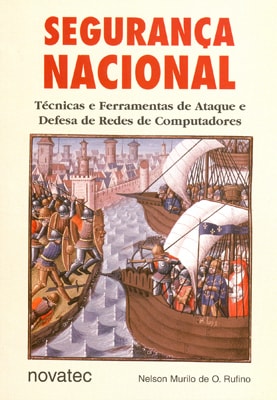 SEGURANÇA
NACIONAL
Técnicas e Ferramentas de Ataque e
Defesa de Redes de Computadores
novatec
Nelson Murilo de O. Rufino